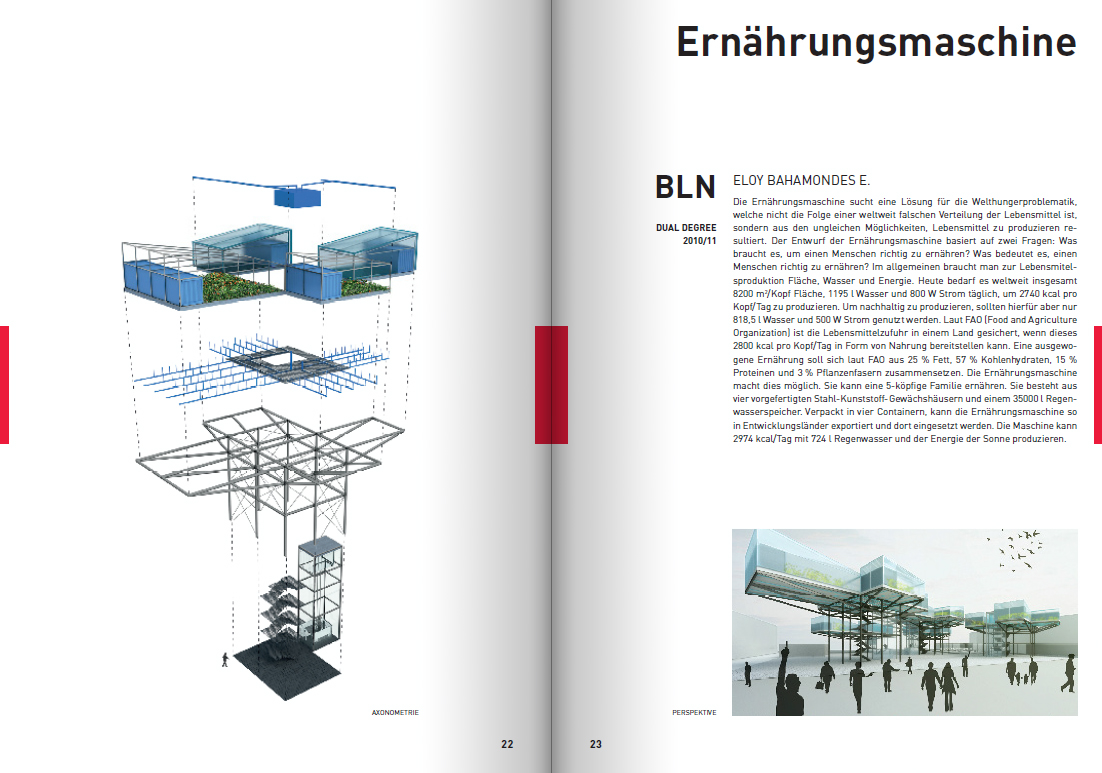 AXONOMETRIE
22
Ernährungsmaschine
BLN
DUAL DEGREE
2010/11
ELOY BAHAMONDES E.
Die Ernährungsmaschine sucht eine Lösung für die Welthungerproblematik,
welche nicht die Folge einer weltweit falschen Verteilung der Lebensmittel ist,
sondern aus den ungleichen Möglichkeiten, Lebensmittel zu produzieren re-
sultiert. Der Entwurf der Ernährungsmaschine basiert auf zwei Fragen: Was
braucht es, um einen Menschen richtig zu ernähren? Was bedeutet es, einen
Menschen richtig zu ernähren? Im allgemeinen braucht man zur Lebensmitel-
sproduktion Fläche, Wasser und Energie. Heute bedarf es weltweit insgesamt
8200 m²/Kopf Fläche, 1195 l Wasser und 800 W Strom täglich, um 2740 kcal pro
Kopf/Tag zu produzieren. Um nachhaltig zu produzieren, sollten hierfür aber nur
818,5 l Wasser und 500 W Strom genutzt werden. Laut FAO (Food and Agriculture
Organization) ist die Lebensmittelzufuhr in einem Land gesichert, wenn dieses
2800 kcal pro Kopf/Tag in Form von Nahrung bereitstellen kann. Eine ausgewo-
gene Ernährung soll sich laut FAO aus 25 % Fett, 57 % Kohlenhydraten, 15 %
Proteinen und 3 % Pflanzenfasern zusammensetzen. Die Ernährungsmaschine
macht dies möglich. Sie kann eine 5-köpfige Familie ernähren. Sie besteht aus
vier vorgefertigten Stahl-Kunststoff-Gewächshäusern und einem 35000 l Regen-
wasserspeicher. Verpackt in vier Containern, kann die Ernährungsmaschine so
in Entwicklungsländer exportiert und dort eingesetzt werden. Die Maschine kann
2974 kcal/Tag mit 724 l Regenwasser und der Energie der Sonne produzieren.
PERSPEKTIVE
23